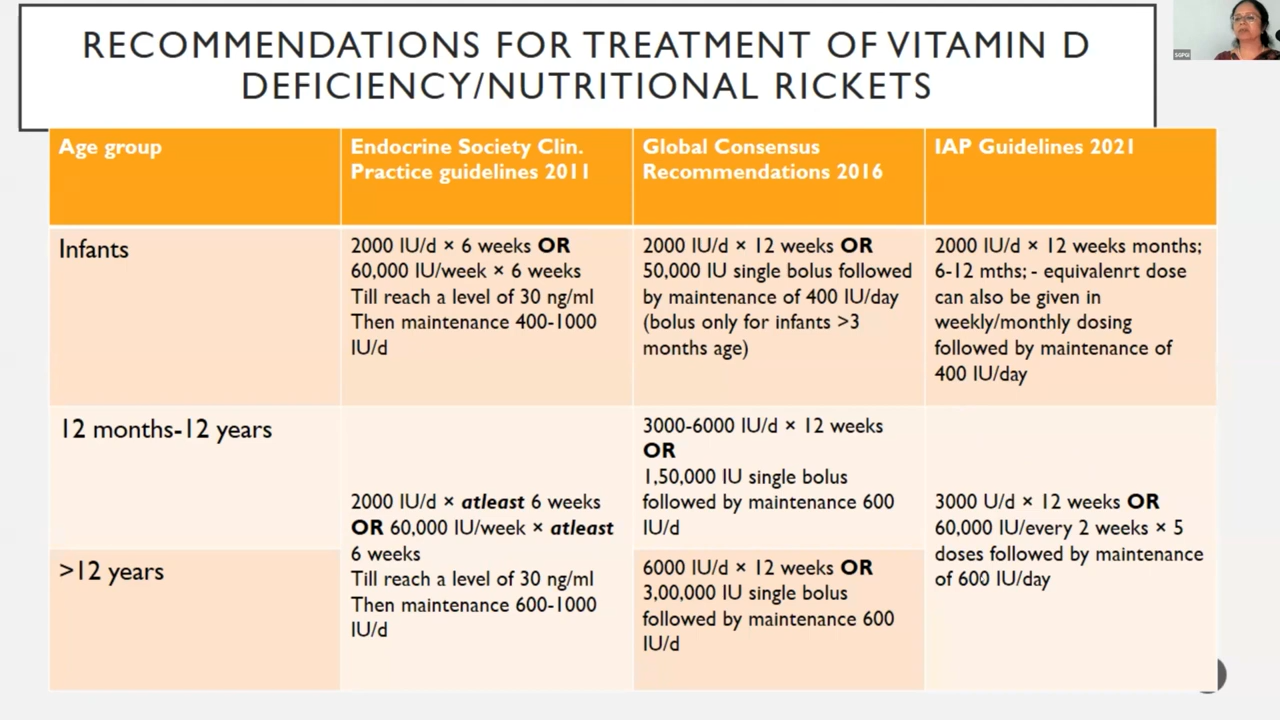 RECOMMENDATIONS FOR TREATMENT OF VITAMIN D
DEFICIENCY/NUTRITIONAL RICKETS
SGPGI
Age group
Endocrine Society Clin.
Practice guidelines 2011
Global Consensus
Recommendations 2016
IAP Guidelines 2021
Infants
2000 IU/d × 6 weeks OR
60,000 IU/week × 6 weeks
Till reach a level of 30 ng/ml
Then maintenance 400-1000
IU/d
2000 IU/d × 12 weeks OR
50,000 IU single bolus followed
by maintenance of 400 IU/day
(bolus only for infants >3
months age)
2000 IU/d × 12 weeks months;
6-12 mths; - equivalenrt dose
can also be given in
weekly/monthly dosing
followed by maintenance of
400 IU/day
12 months-12 years
2000 IU/d × atleast 6 weeks
OR 60,000 IU/week × atleast
6 weeks
Till reach a level of 30 ng/ml
Then maintenance 600-1000
IU/d
3000-6000 IU/d × 12 weeks
OR
1,50,000 IU single bolus
followed by maintenance 600
IU/d
3000 U/d × 12 weeks OR
60,000 IU/every 2 weeks × 5
doses followed by maintenance
of 600 IU/day
>12 years
6000 IU/d × 12 weeks OR
3,00,000 IU single bolus
followed by maintenance 600
IU/d